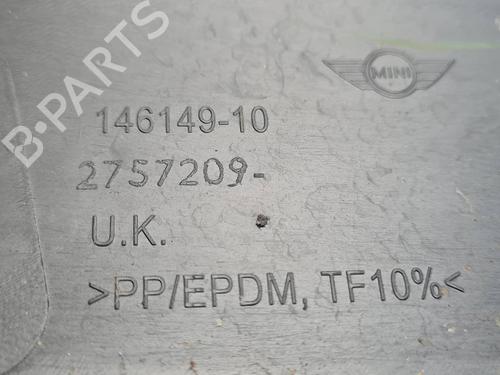 B-PARTS
MINI
146149-10
2757209-
U.K.
>PP/EPDM, TF10%<